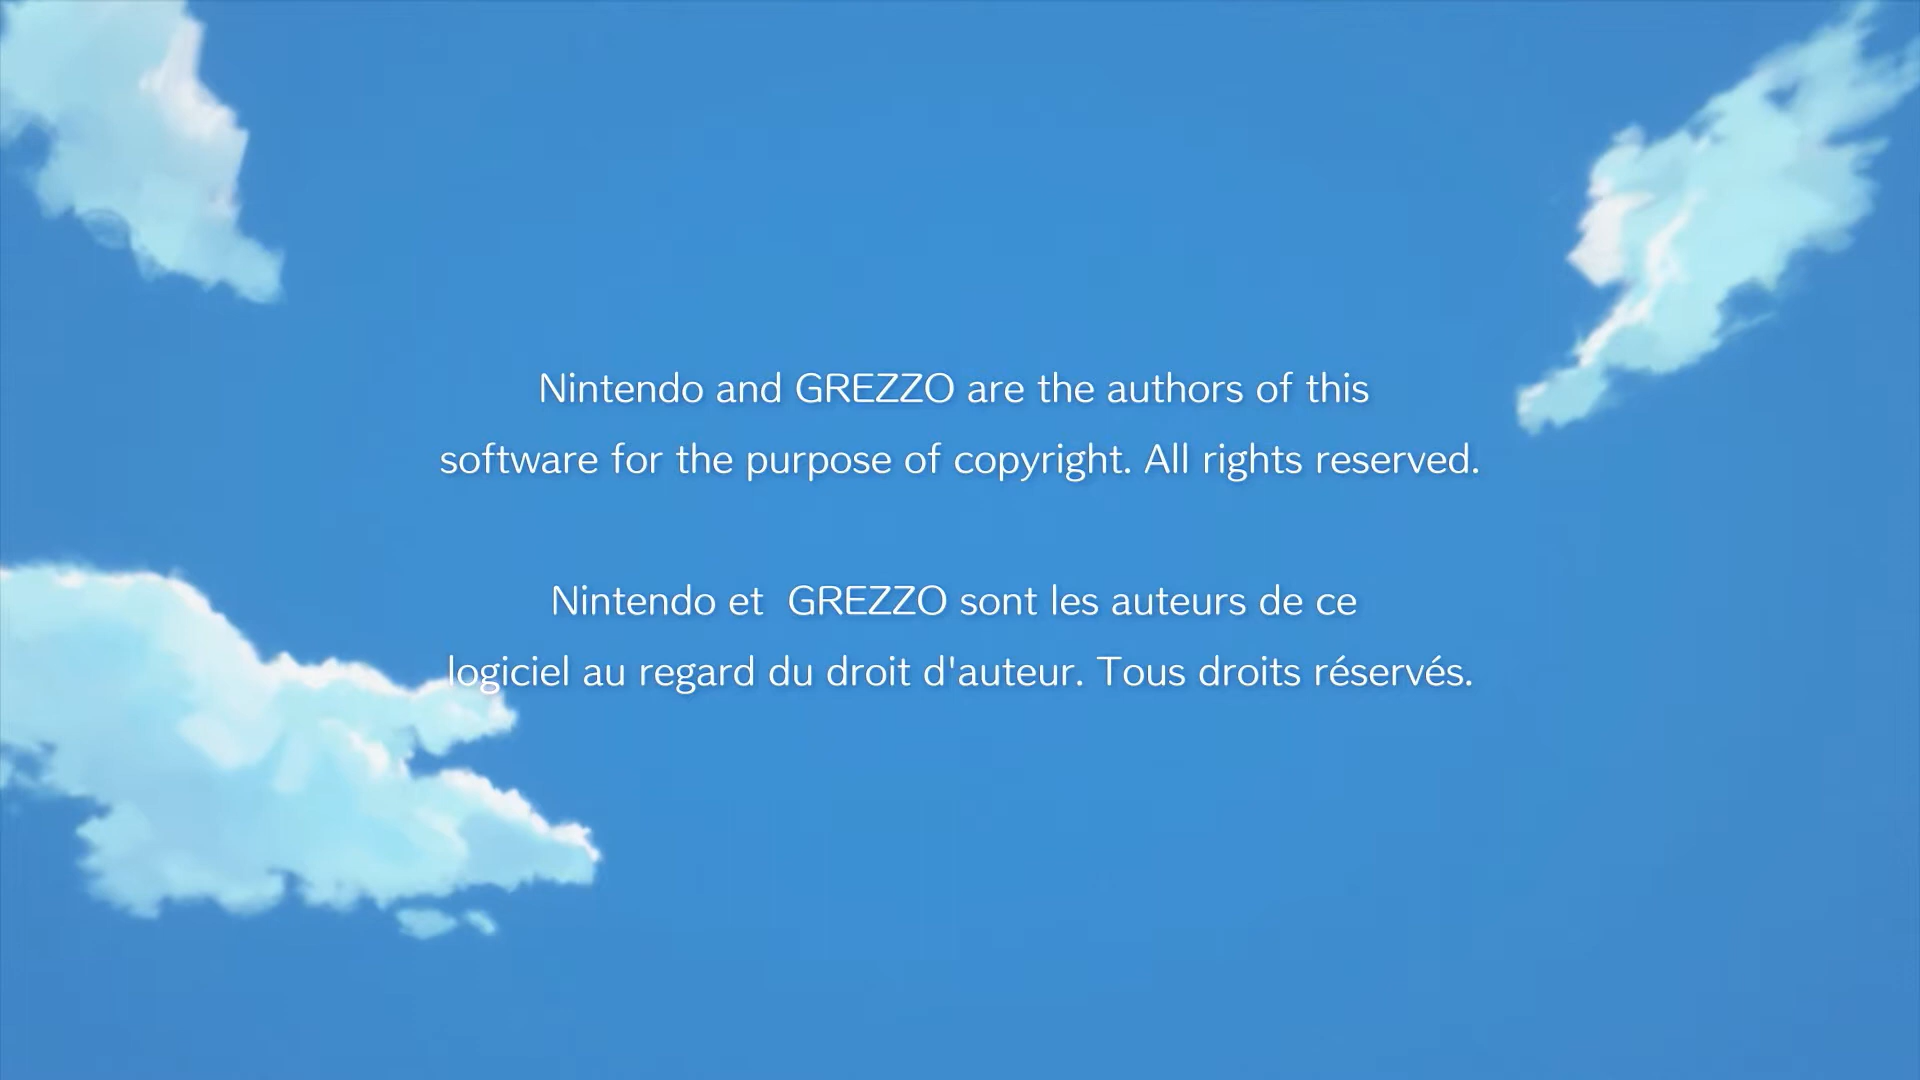 Nintendo and GREZZO are the authors of this
software for the purpose of copyright. All rights reserved.
Nintendo et  GREZZO sont les auteurs de ce
logiciel au regard du droit d'auteur. Tous droits réservés.